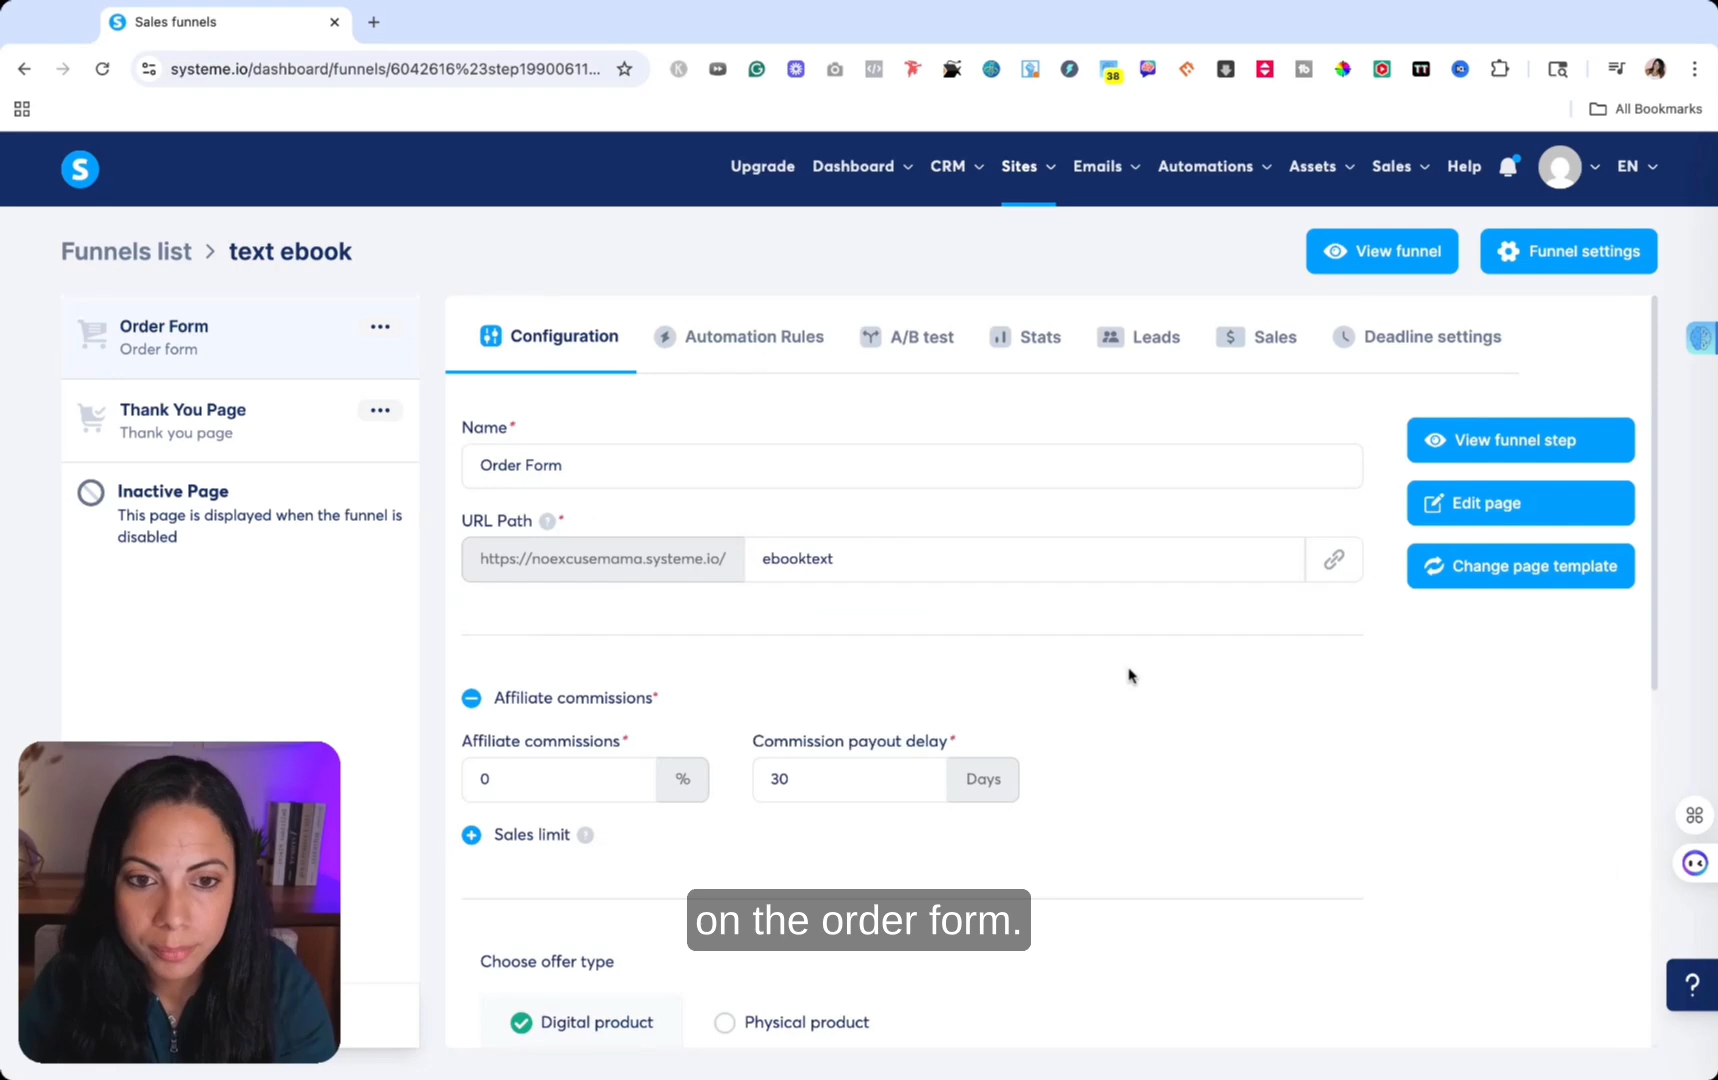 Sales funnels
systeme.io/dashboard/funnels/6042616%23step19900611...
38
TT
All Bookmarks
S
Upgrade Dashboard CRM Sites Emails Automations Assets Sales Help EN
Funnels list > text ebook
View funnel
Funnel settings
Order Form
Order form
Thank You Page
Thank you page
Inactive Page
This page is displayed when the funnel is
disabled
Configuration
Automation Rules
A/B test
Stats
Leads
$ Sales
Deadline settings
Name*
Order Form
URL Path ?*
https://noexcusemama.systeme.io/
ebooktext
View funnel step
Edit page
Change page template
Affiliate commissions*
Affiliate commissions*
Commission payout delay*
0 %
30 Days
Sales limit ?
on the order form.
Choose offer type
Digital product
Physical product
?